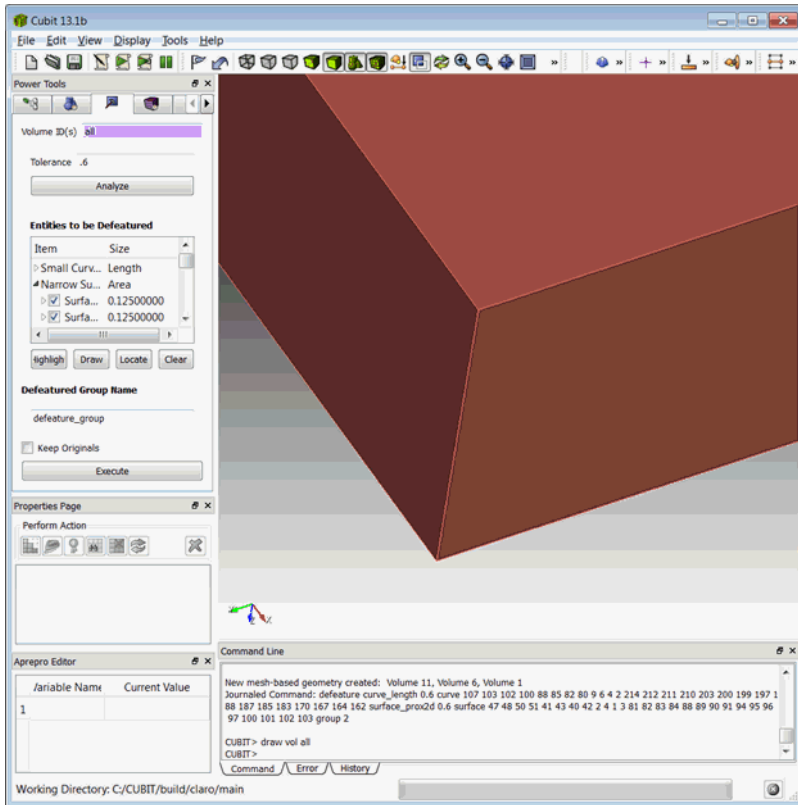 Cubit 13.1b
File Edit View Display Tools Help
Power Tools
Volume ID(s) all
Tolerance .6
Analyze
Entities to be Defeatured
Item Size
Small Curv... Length
Narrow Su... Area
Surfa... 0.12500000
Surfa... 0.12500000
Highligh Draw Locate Clear
Defeatured Group Name
defeature_group
Keep Originals
Execute
Properties Page
Perform Action
Aprepro Editor
Variable Name Current Value
1
X
Z
Command Line
New mesh-based geometry created: Volume 11, Volume 6, Volume 1
Journaled Command: defeature curve_length 0.6 curve 107 103 102 100 88 85 82 80 9 6 4 2 214 212 211 210 203 200 199 197 1
88 187 185 183 170 167 164 162 surface_prox2d 0.6 surface 47 48 50 51 41 43 40 42 2 4 1 3 81 82 83 84 88 89 90 91 94 95 96
97 100 101 102 103 group 2
CUBIT> draw vol all
CUBIT>
Command Error History
Working Directory: C:/CUBIT/build/claro/main